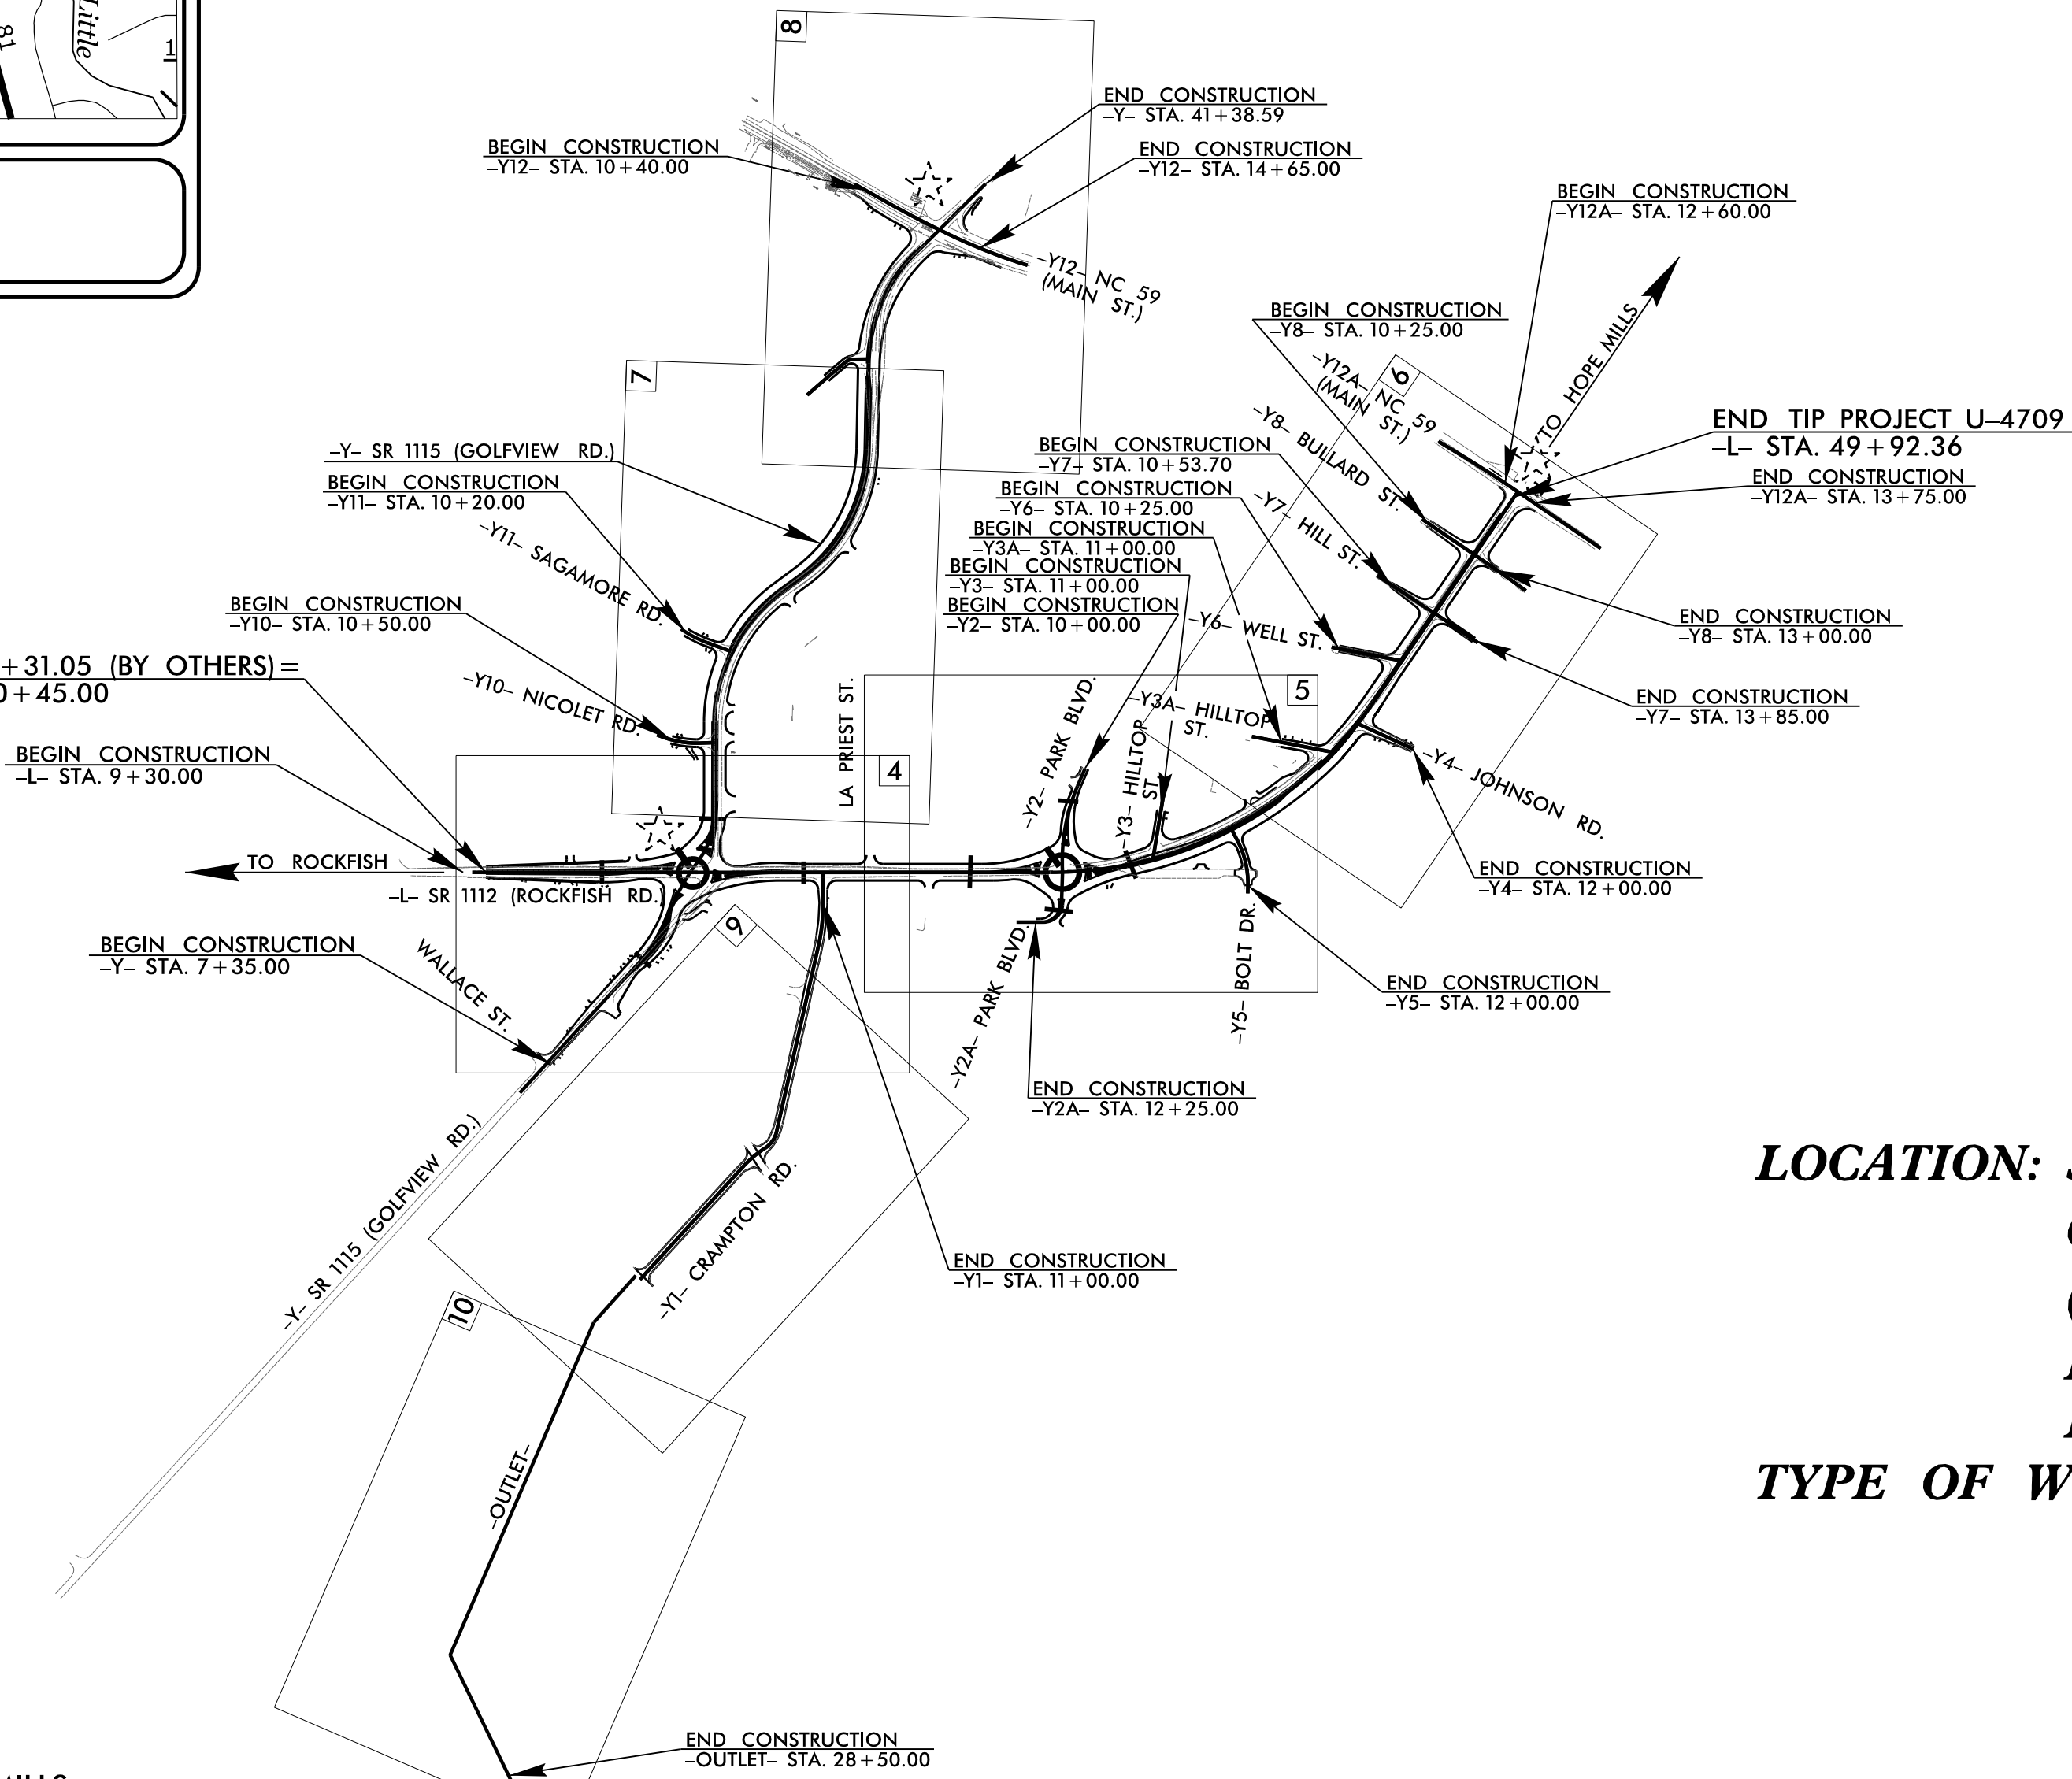 Little
81
1
8
END CONSTRUCTION
–Y– STA. 41+38.59
BEGIN CONSTRUCTION
–Y12– STA. 10+40.00
END CONSTRUCTION
–Y12– STA. 14+65.00
BEGIN CONSTRUCTION
–Y12A– STA. 12+60.00
–Y12– NC 59
(MAIN ST.)
BEGIN CONSTRUCTION
–Y8– STA. 10+25.00
TO HOPE MILLS
7
6
–Y12A– NC 59
(MAIN ST.)
END TIP PROJECT U–4709
–L– STA. 49+92.36
–Y8– BULLARD ST.
–Y– SR 1115 (GOLFVIEW RD.)
BEGIN CONSTRUCTION
–Y7– STA. 10+53.70
END CONSTRUCTION
–Y12A– STA. 13+75.00
BEGIN CONSTRUCTION
–Y11– STA. 10+20.00
BEGIN CONSTRUCTION
–Y6– STA. 10+25.00
–Y7– HILL ST.
–Y11– SAGAMORE RD.
BEGIN CONSTRUCTION
–Y3A– STA. 11+00.00
BEGIN CONSTRUCTION
–Y3– STA. 11+00.00
BEGIN CONSTRUCTION
–Y10– STA. 10+50.00
BEGIN CONSTRUCTION
–Y2– STA. 10+00.00
–Y6– WELL ST.
END CONSTRUCTION
–Y8– STA. 13+00.00
+31.05 (BY OTHERS)=
0+45.00
–Y10– NICOLET RD.
LA PRIEST ST.
–Y2– PARK BLVD.
–Y3A– HILLTOP
ST.
5
END CONSTRUCTION
–Y7– STA. 13+85.00
BEGIN CONSTRUCTION
–L– STA. 9+30.00
4
–Y3– HILLTOP
ST.
–Y4– JOHNSON RD.
TO ROCKFISH
END CONSTRUCTION
–Y4– STA. 12+00.00
–L– SR 1112 (ROCKFISH RD.)
9
BEGIN CONSTRUCTION
–Y– STA. 7+35.00
WALLACE ST.
–Y2A– PARK BLVD.
–Y5– BOLT DR.
END CONSTRUCTION
–Y5– STA. 12+00.00
END CONSTRUCTION
–Y2A– STA. 12+25.00
–Y– SR 1115 (GOLFVIEW RD.)
LOCATION:
–Y1– CRAMPTON RD.
END CONSTRUCTION
–Y1– STA. 11+00.00
10
–OUTLET–
TYPE OF W
END CONSTRUCTION
–OUTLET– STA. 28+50.00